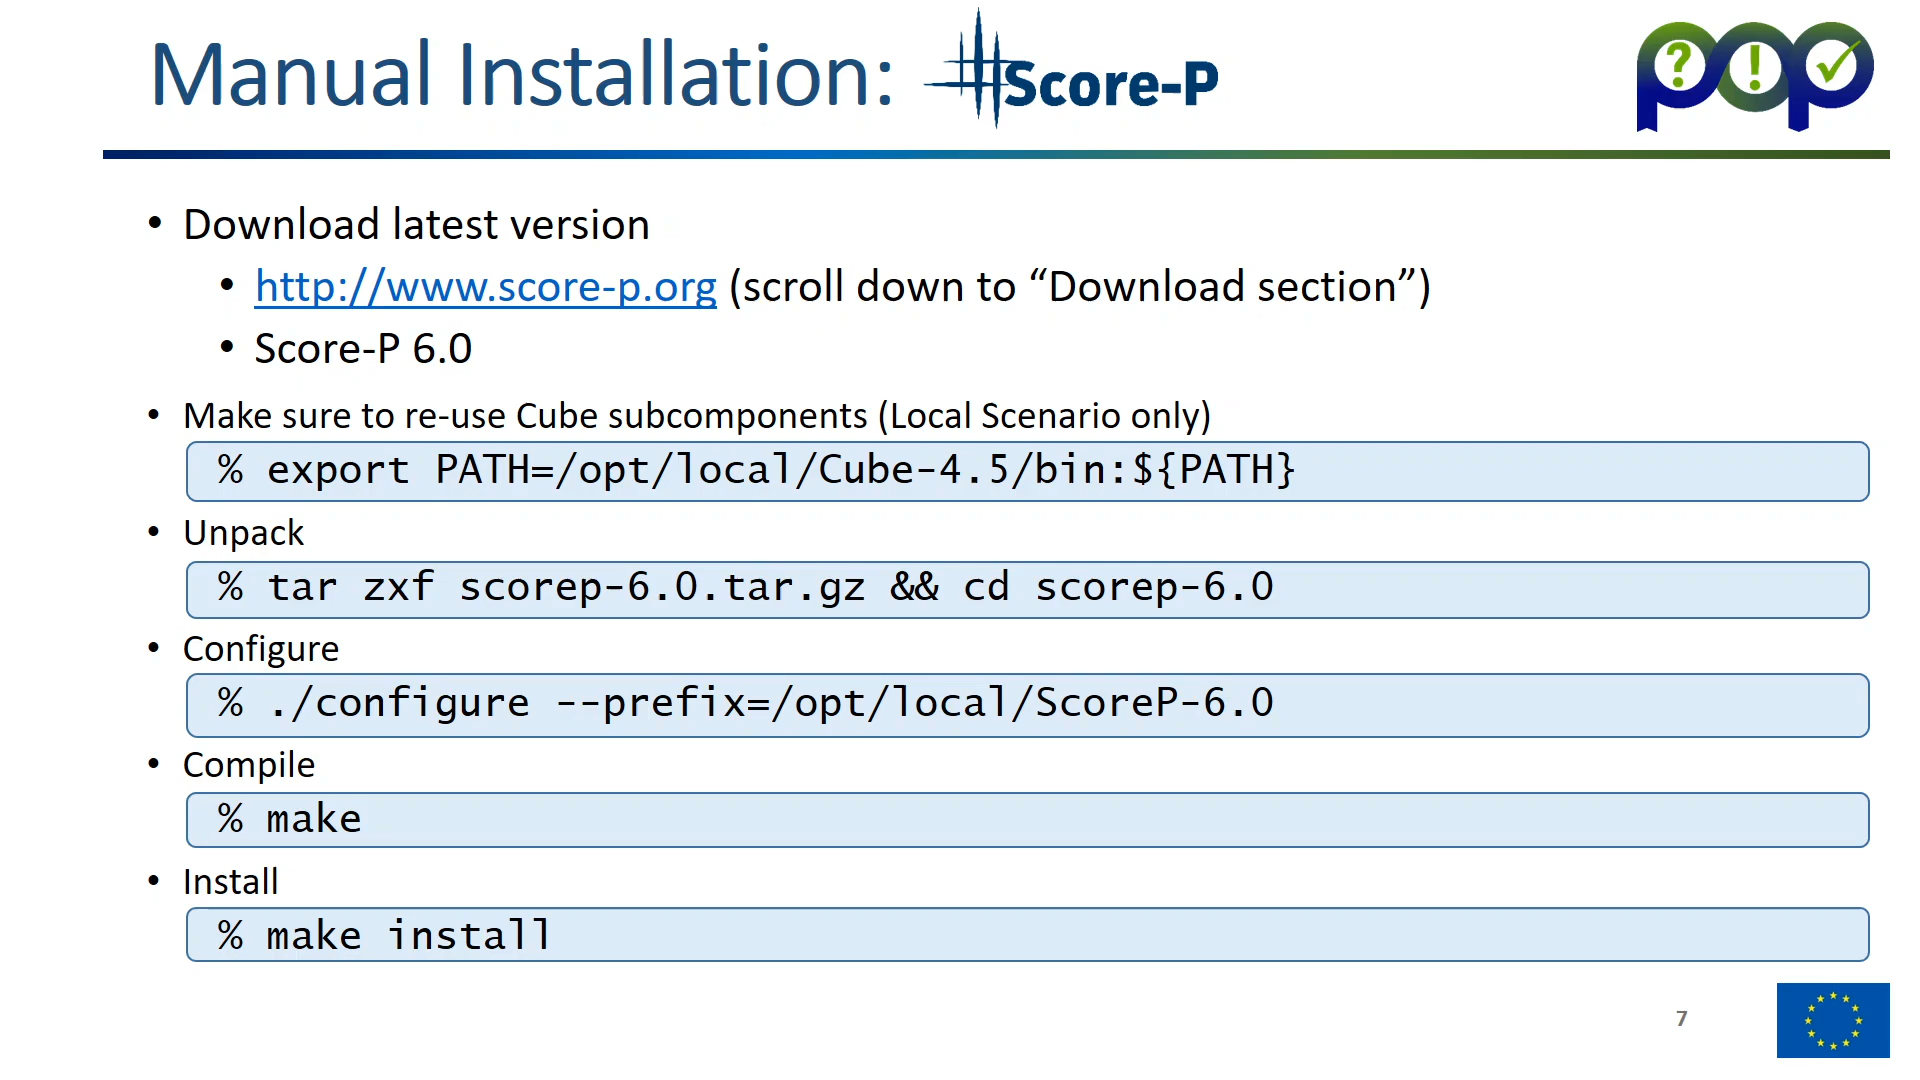 Manual Installation: Score-P
pop
? ! ✓
• Download latest version
• http://www.score-p.org (scroll down to “Download section”)
• Score-P 6.0
• Make sure to re-use Cube subcomponents (Local Scenario only)
% export PATH=/opt/local/Cube-4.5/bin:${PATH}
• Unpack
% tar zxf scorep-6.0.tar.gz && cd scorep-6.0
• Configure
% ./configure --prefix=/opt/local/ScoreP-6.0
• Compile
% make
• Install
% make install
7